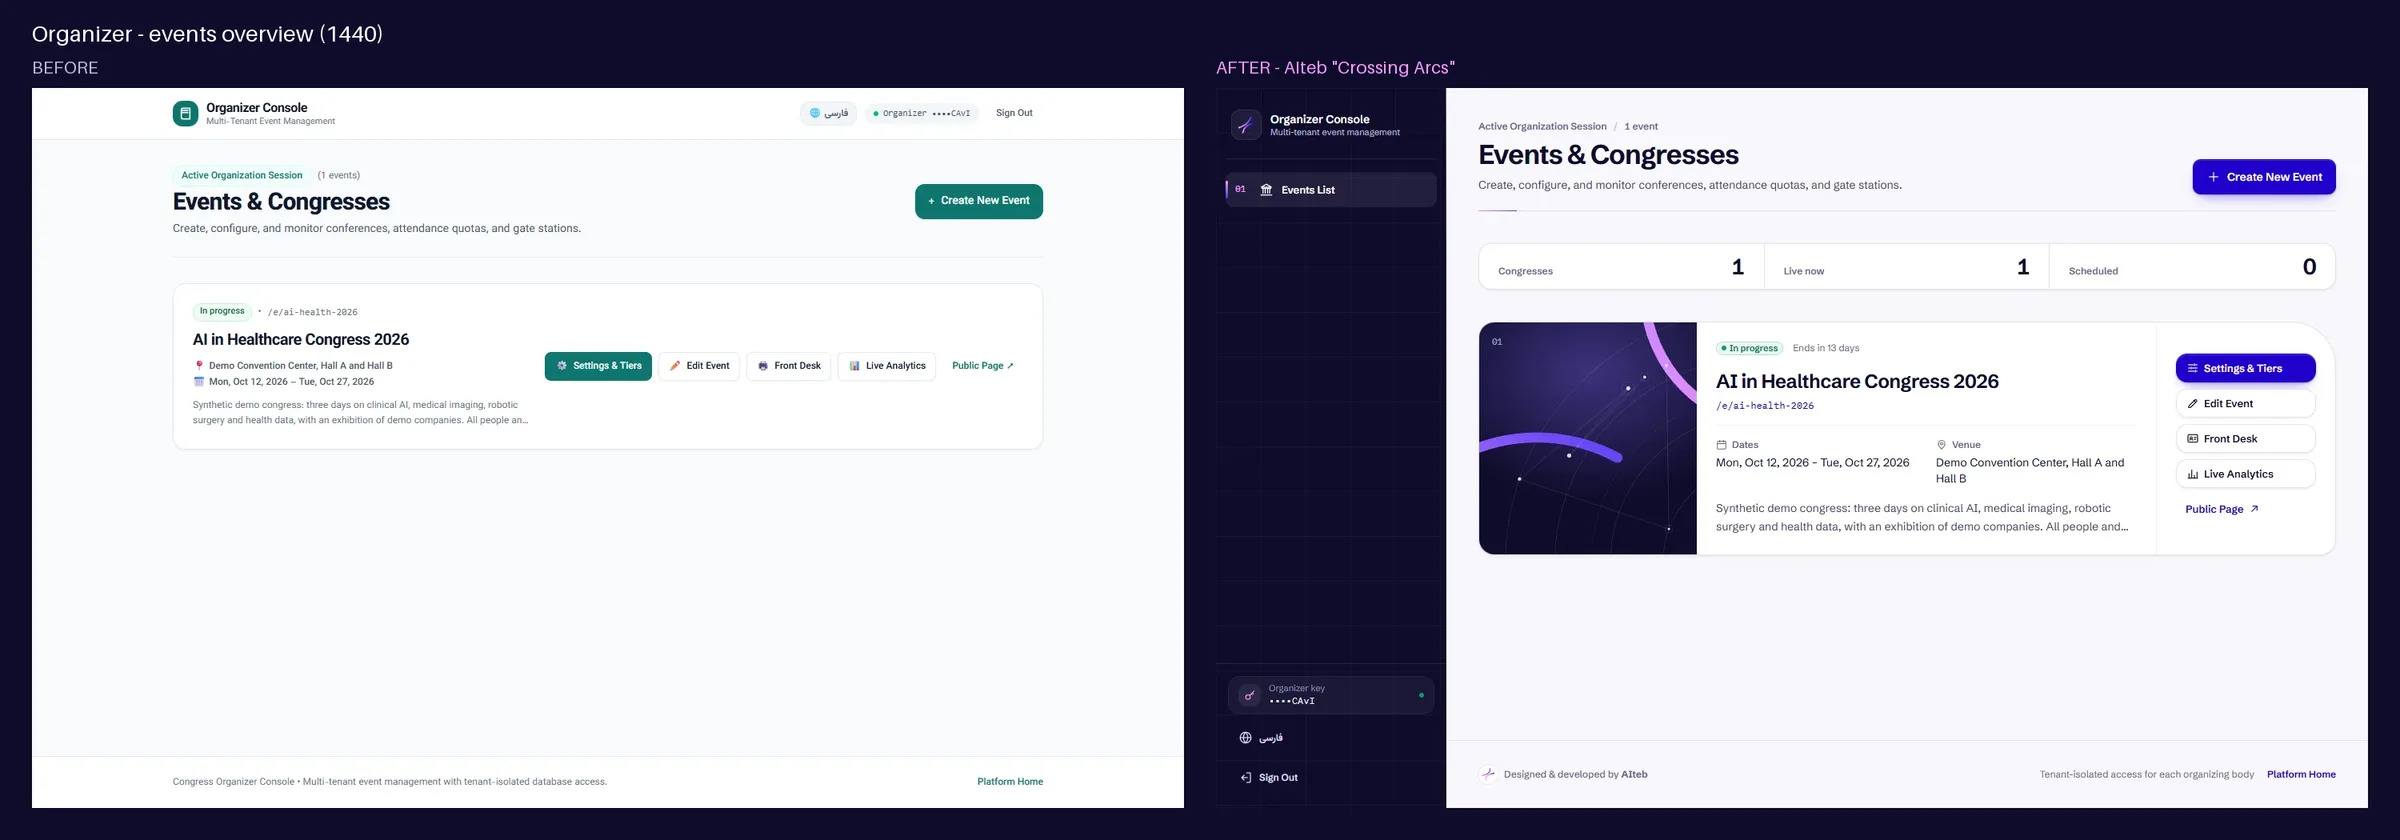 Organizer - events overview (1440)
BEFORE
Organizer Console
Multi-Tenant Event Management
فارسی
Organizer ••••CAvI
Sign Out
Active Organization Session (1 events)
Events & Congresses
Create, configure, and monitor conferences, attendance quotas, and gate stations.
+ Create New Event
In progress • /e/ai-health-2026
AI in Healthcare Congress 2026
Demo Convention Center, Hall A and Hall B
Mon, Oct 12, 2026 – Tue, Oct 27, 2026
Synthetic demo congress: three days on clinical AI, medical imaging, robotic
surgery and health data, with an exhibition of demo companies. All people an...
Settings & Tiers
Edit Event
Front Desk
Live Analytics
Public Page ↗
Congress Organizer Console • Multi-tenant event management with tenant-isolated database access.
Platform Home
AFTER - AIteb "Crossing Arcs"
Organizer Console
Multi-tenant event management
01 Events List
Organizer key
••••CAvI
فارسی
Sign Out
Active Organization Session / 1 event
Events & Congresses
Create, configure, and monitor conferences, attendance quotas, and gate stations.
+ Create New Event
Congresses 1
Live now 1
Scheduled 0
01
In progress Ends in 13 days
AI in Healthcare Congress 2026
/e/ai-health-2026
Dates
Mon, Oct 12, 2026 – Tue, Oct 27, 2026
Venue
Demo Convention Center, Hall A and
Hall B
Synthetic demo congress: three days on clinical AI, medical imaging, robotic
surgery and health data, with an exhibition of demo companies. All people and...
Settings & Tiers
Edit Event
Front Desk
Live Analytics
Public Page ↗
Designed & developed by AIteb
Tenant-isolated access for each organizing body
Platform Home